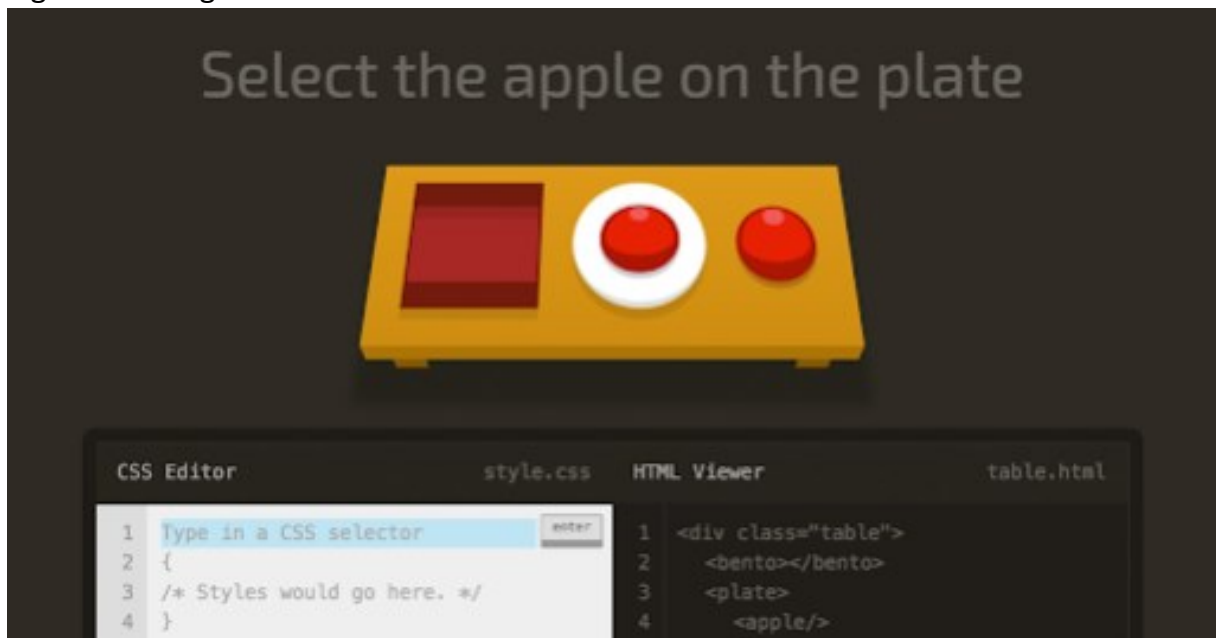 Select the apple on the plate
CSS Editor style.css
HTML Viewer table.html
1 Type in a CSS selector enter
2 {
3 /* Styles would go here. */
4 }
1 <div class="table">
2 <bento></bento>
3 <plate>
4 <apple/>